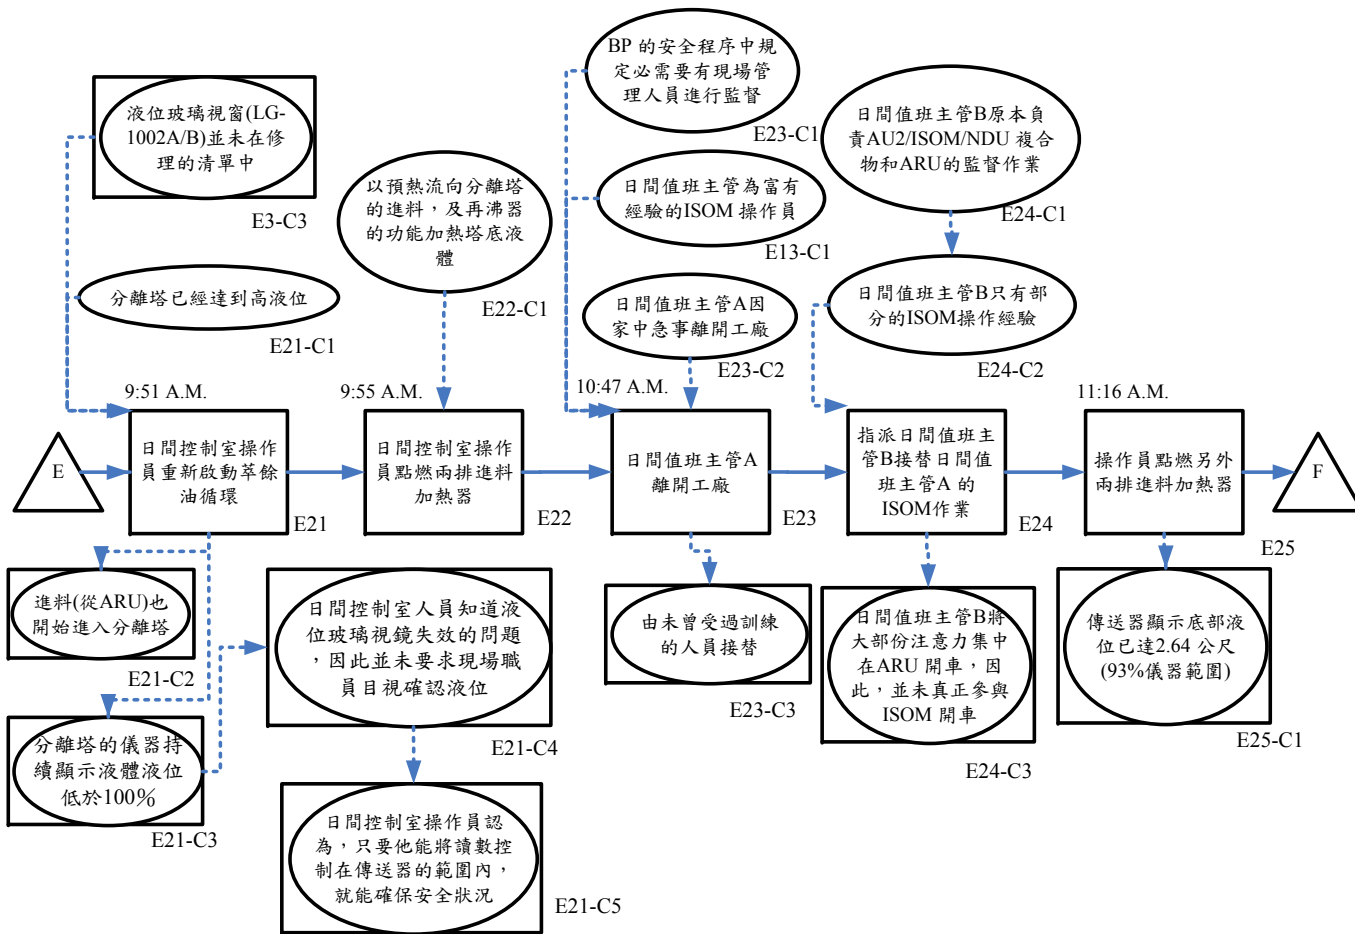 液位玻璃視窗(LG-
1002A/B)並未在修
理的清單中
E3-C3
分離塔已經達到高液位
E21-C1
以預熱流向分離塔
的進料，及再沸器
的功能加熱塔底液
體
E22-C1
BP 的安全程序中規
定必需要有現場管
理人員進行監督
E23-C1
日間值班主管為富有
經驗的ISOM 操作員
E13-C1
日間值班主管A因
家中急事離開工廠
E23-C2
日間值班主管B原本負
責AU2/ISOM/NDU 複合
物和ARU的監督作業
E24-C1
日間值班主管B只有部
分的ISOM操作經驗
E24-C2
E
9:51 A.M.
日間控制室操作
員重新啟動萃餘
油循環
E21
9:55 A.M.
日間控制室操作
員點燃兩排進料
加熱器
E22
10:47 A.M.
日間值班主管A
離開工廠
E23
指派日間值班主
管B接替日間值
班主管A 的
ISOM作業
E24
11:16 A.M.
操作員點燃另外
兩排進料加熱器
E25
F
進料(從ARU)也
開始進入分離塔
E21-C2
分離塔的儀器持
續顯示液體液位
低於100%
E21-C3
日間控制室人員知道液
位玻璃視鏡失效的問題
，因此並未要求現場職
員目視確認液位
E21-C4
日間控制室操作員認
為，只要他能將讀數控
制在傳送器的範圍內，
就能確保安全狀況
E21-C5
由未曾受過訓練
的人員接替
E23-C3
日間值班主管B將
大部份注意力集中
在ARU 開車，因
此，並未真正參與
ISOM 開車
E24-C3
傳送器顯示底部液
位已達2.64 公尺
(93%儀器範圍)
E25-C1